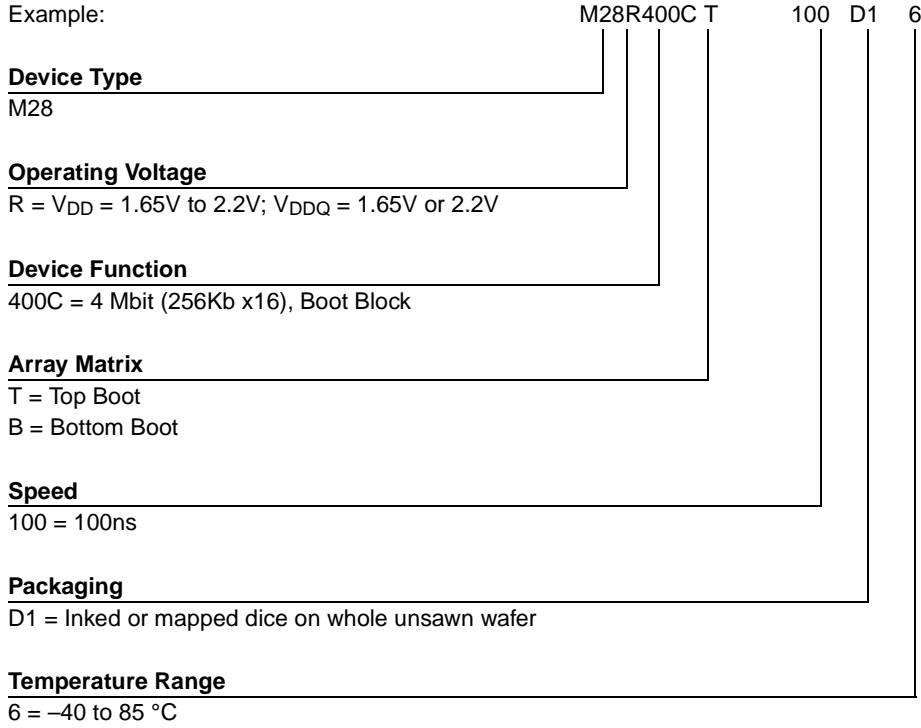 Example: M28R400C T 100 D1 6
Device Type
M28
Operating Voltage
R = VDD = 1.65V to 2.2V; VDDQ = 1.65V or 2.2V
Device Function
400C = 4 Mbit (256Kb x16), Boot Block
Array Matrix
T = Top Boot
B = Bottom Boot
Speed
100 = 100ns
Packaging
D1 = Inked or mapped dice on whole unsawn wafer
Temperature Range
6 = –40 to 85 °C